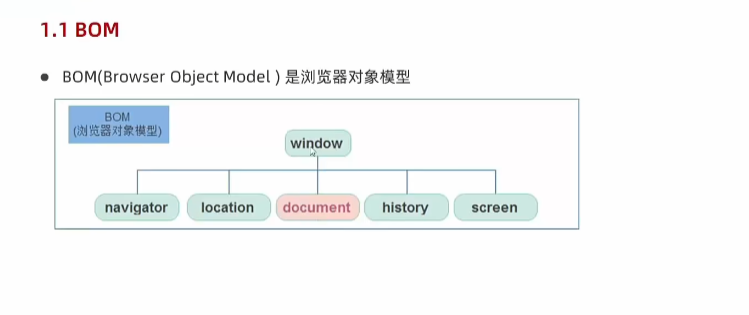 1.1 BOM
● BOM(Browser Object Model ) 是浏览器对象模型
BOM
(浏览器对象模型)
window
navigator location document history screen